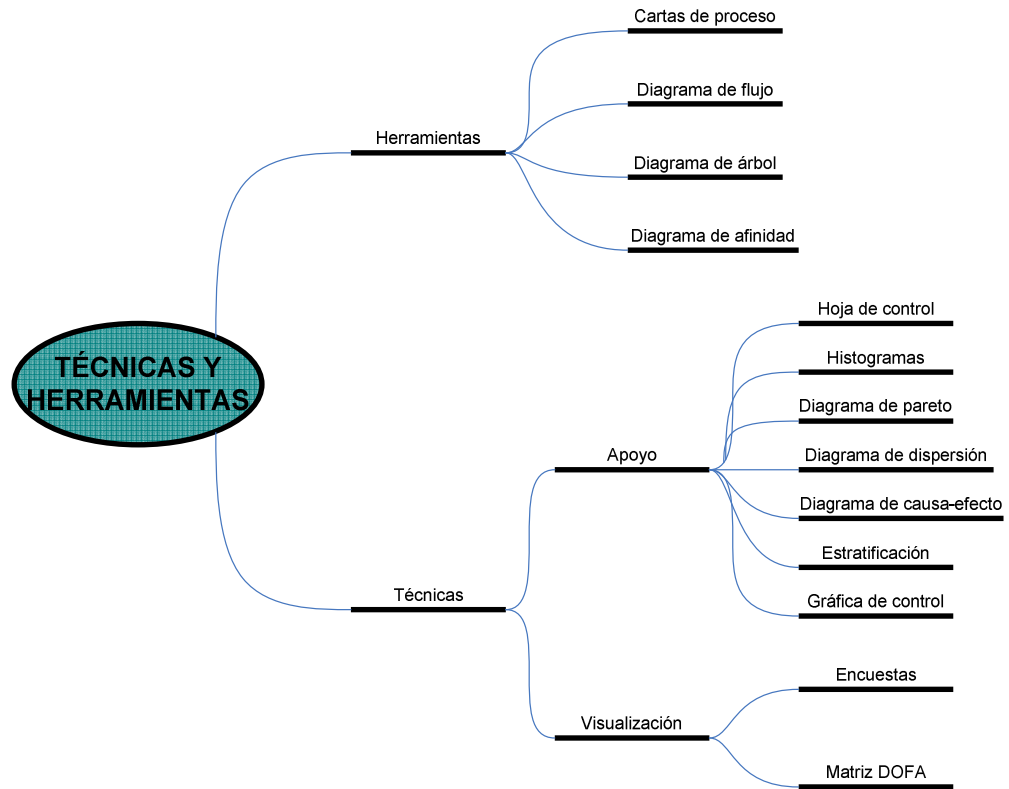 TÉCNICAS Y
HERRAMIENTAS
Herramientas
Cartas de proceso
Diagrama de flujo
Diagrama de árbol
Diagrama de afinidad
Técnicas
Apoyo
Hoja de control
Histogramas
Diagrama de pareto
Diagrama de dispersión
Diagrama de causa-efecto
Estratificación
Gráfica de control
Visualización
Encuestas
Matriz DOFA